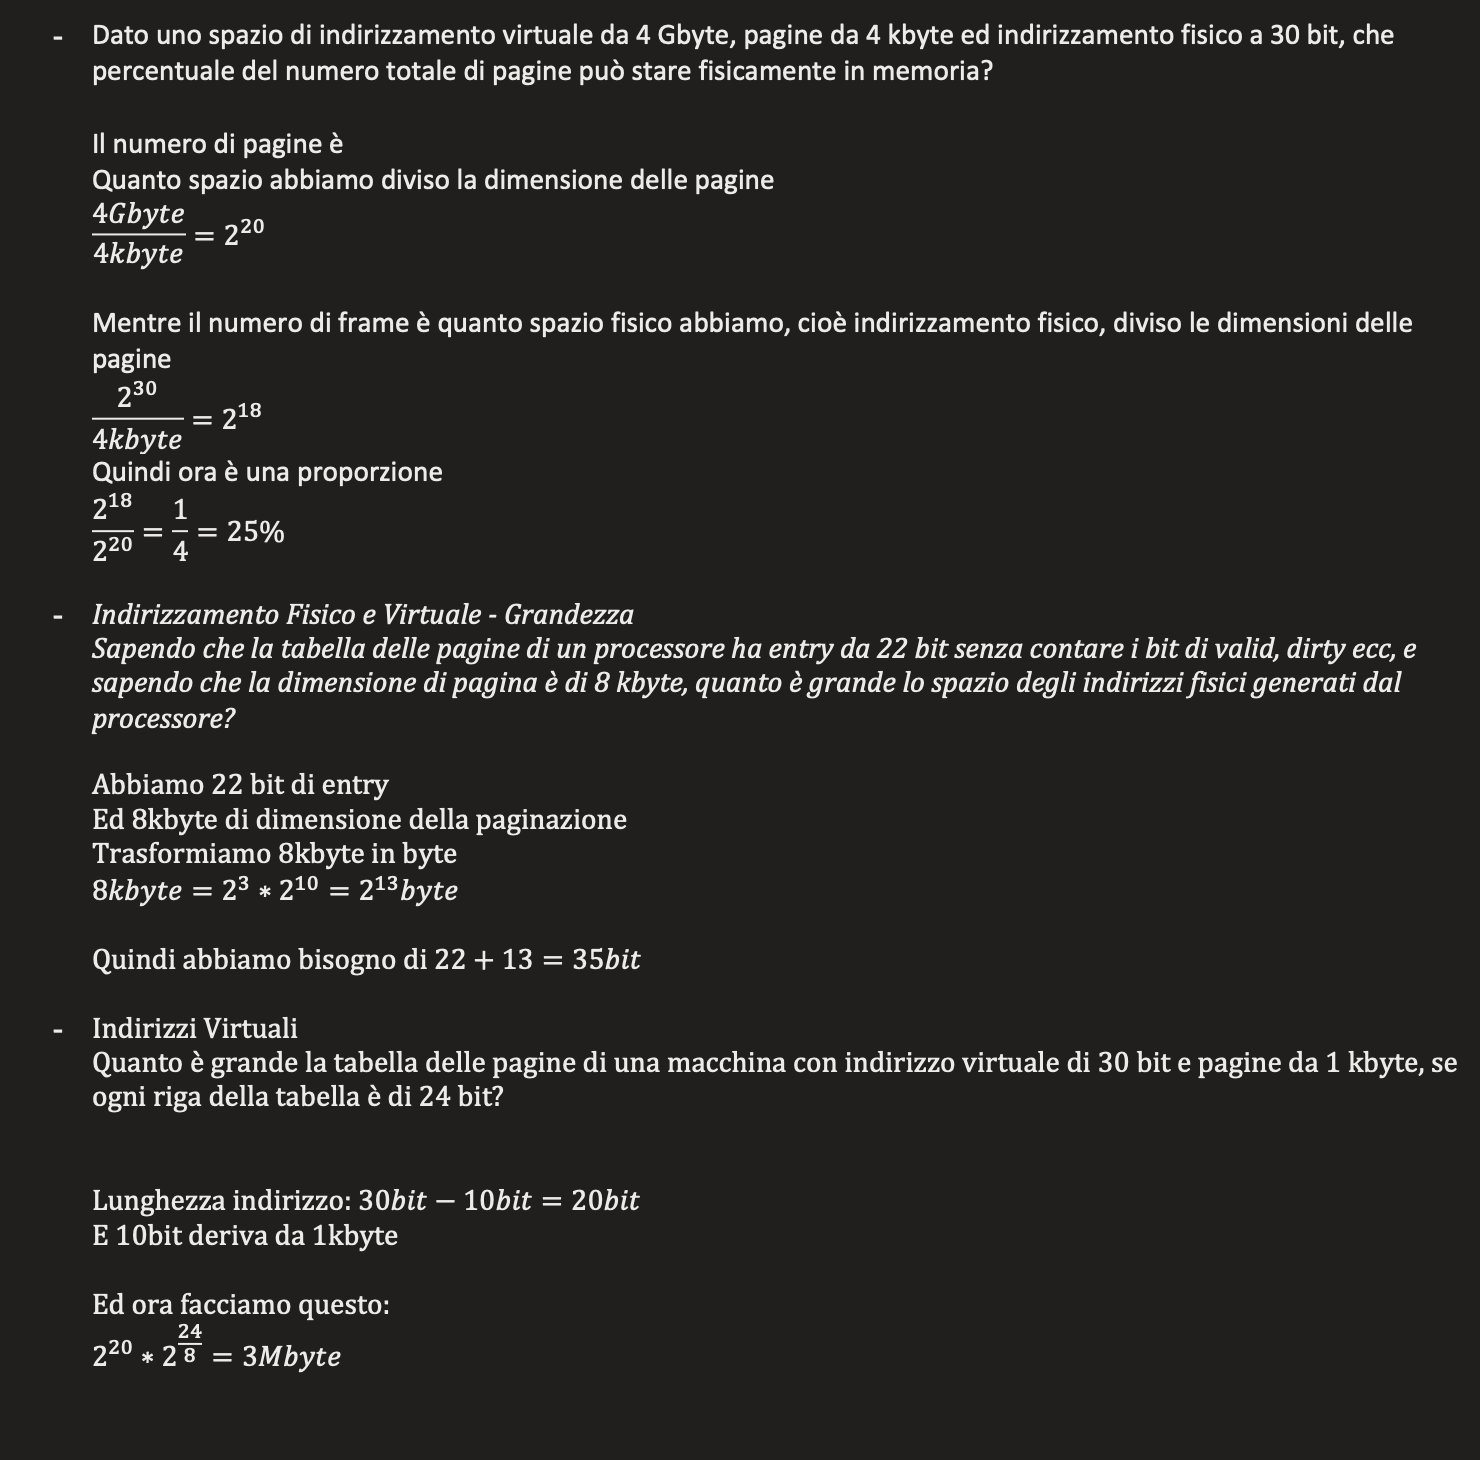 - Dato uno spazio di indirizzamento virtuale da 4 Gbyte, pagine da 4 kbyte ed indirizzamento fisico a 30 bit, che
percentuale del numero totale di pagine può stare fisicamente in memoria?
Il numero di pagine è
Quanto spazio abbiamo diviso la dimensione delle pagine
4Gbyte/4kbyte = 2^20
Mentre il numero di frame è quanto spazio fisico abbiamo, cioè indirizzamento fisico, diviso le dimensioni delle
pagine
2^30/4kbyte = 2^18
Quindi ora è una proporzione
2^18/2^20 = 1/4 = 25%
- Indirizzamento Fisico e Virtuale - Grandezza
Sapendo che la tabella delle pagine di un processore ha entry da 22 bit senza contare i bit di valid, dirty ecc, e
sapendo che la dimensione di pagina è di 8 kbyte, quanto è grande lo spazio degli indirizzi fisici generati dal
processore?
Abbiamo 22 bit di entry
Ed 8kbyte di dimensione della paginazione
Trasformiamo 8kbyte in byte
8kbyte = 2^3 * 2^10 = 2^13 byte
Quindi abbiamo bisogno di 22 + 13 = 35bit
- Indirizzi Virtuali
Quanto è grande la tabella delle pagine di una macchina con indirizzo virtuale di 30 bit e pagine da 1 kbyte, se
ogni riga della tabella è di 24 bit?
Lunghezza indirizzo: 30bit − 10bit = 20bit
E 10bit deriva da 1kbyte
Ed ora facciamo questo:
2^20 * 2^(24/8) = 3Mbyte